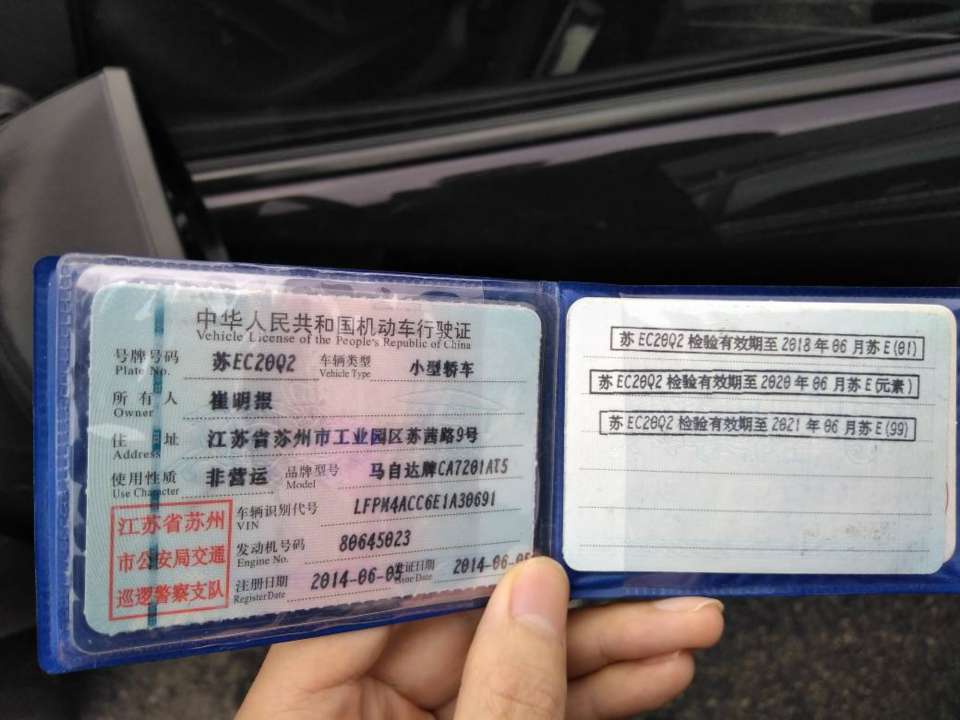 中华人民共和国机动车行驶证
Vehicle License of the People's Republic of China
号牌号码 苏EC20Q2 车辆类型 小型轿车
Plate No. Vehicle Type
所有人 崔明报
Owner
住址 江苏省苏州市工业园区苏茜路9号
Address
使用性质 非营运 品牌型号 马自达牌CA7201AT5
Use Character Model
车辆识别代号 LFPM4ACC6E1A30691
VIN
发动机号码 80645023
Engine No.
注册日期 2014-06-05 发证日期 2014-06-05
Register Date Issue Date
江苏省苏州
市公安局交通
巡逻警察支队
苏EC20Q2 检验有效期至 2018 年 06 月苏E(01)
苏EC20Q2 检验有效期至 2020 年 06 月苏E(元素)
苏EC20Q2 检验有效期至 2021 年 06 月苏E(99)